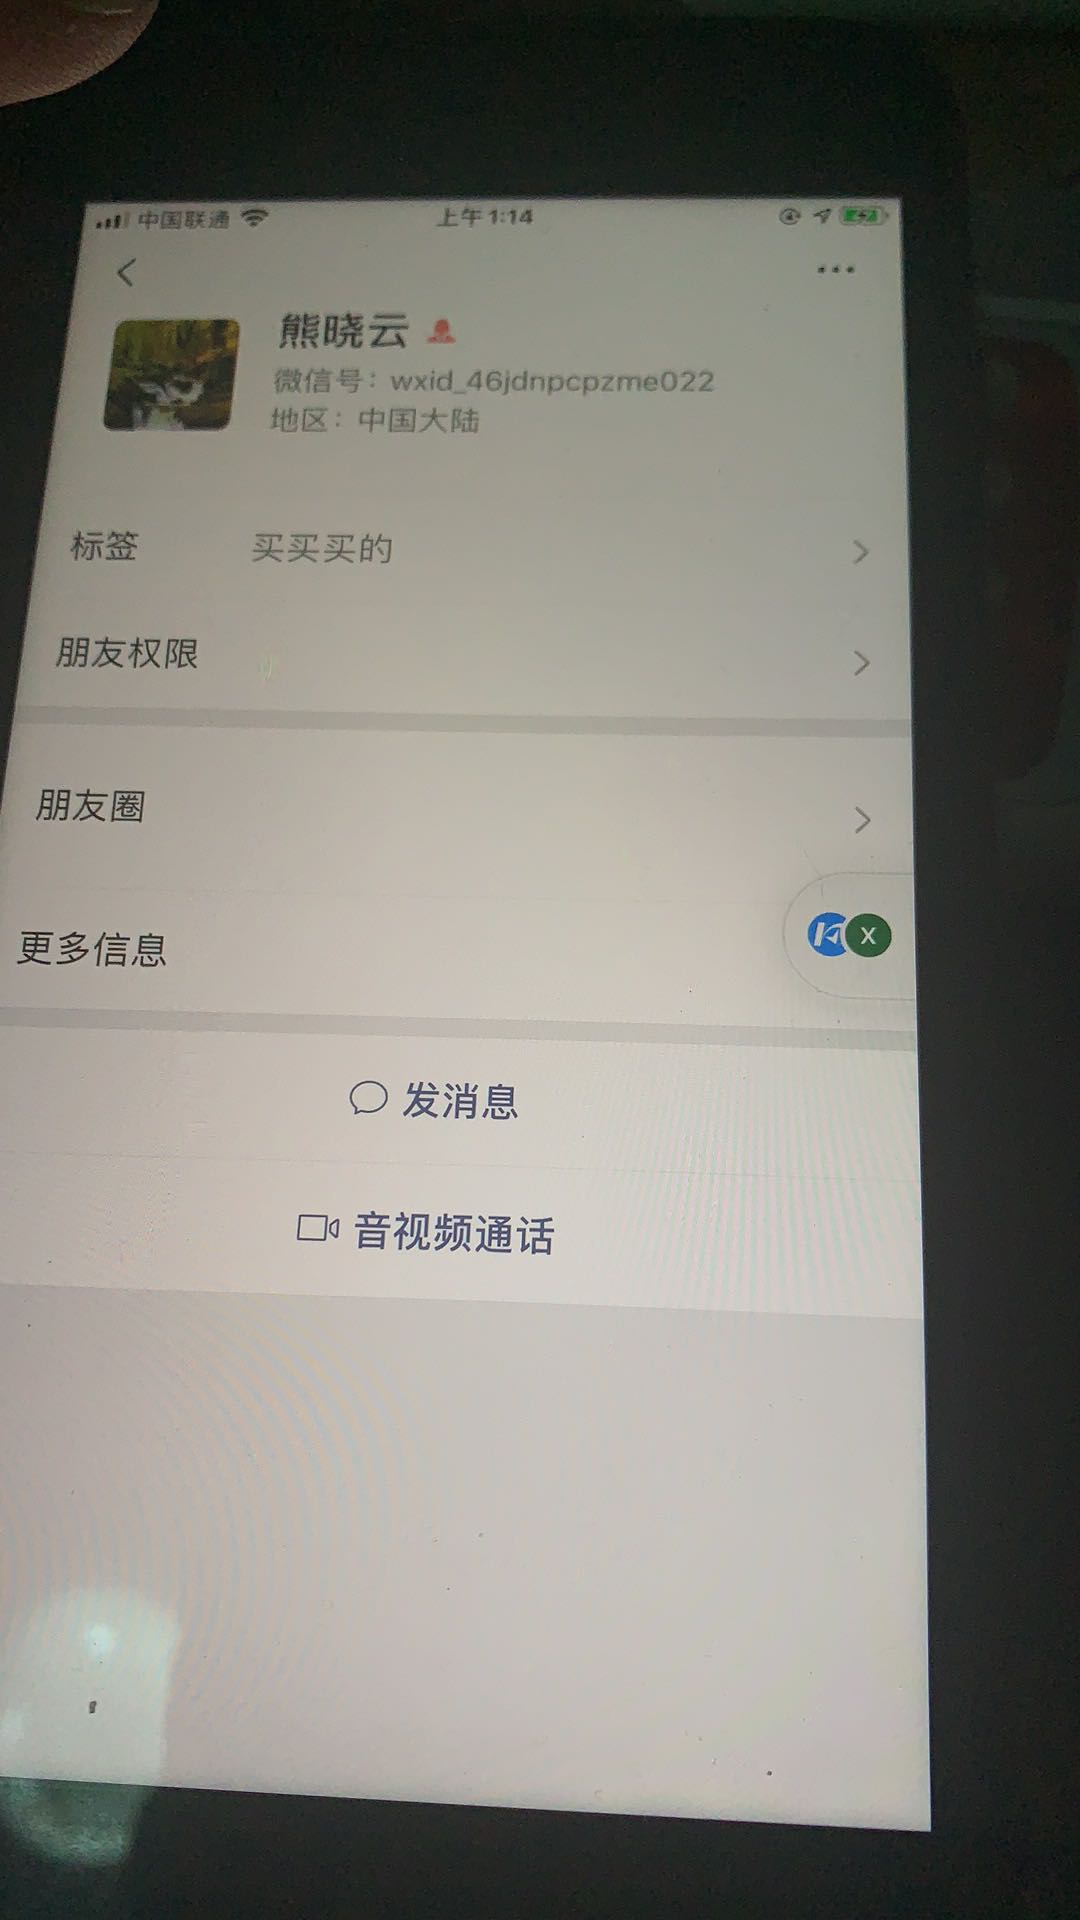 中国联通
上午1:14
熊晓云
微信号：wxid_46jdnpcpzme022
地区：中国大陆
标签 买买买的
朋友权限
朋友圈
更多信息
X
发消息
音视频通话